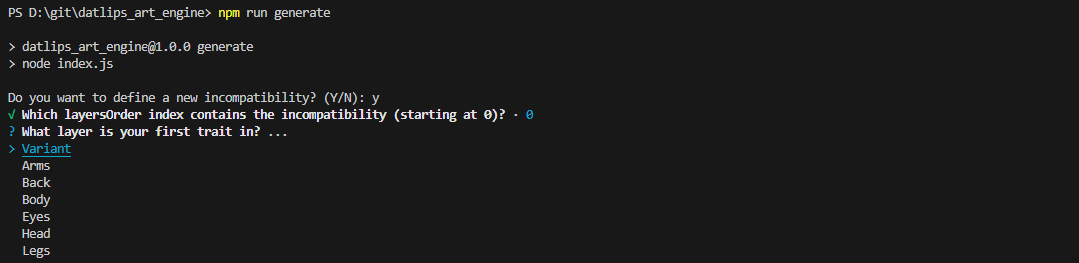 PS D:\git\datlips_art_engine> npm run generate
> datlips_art_engine@1.0.0 generate
> node index.js
Do you want to define a new incompatibility? (Y/N): y
√ Which layersOrder index contains the incompatibility (starting at 0)? · 0
? What layer is your first trait in? ...
> Variant
Arms
Back
Body
Eyes
Head
Legs